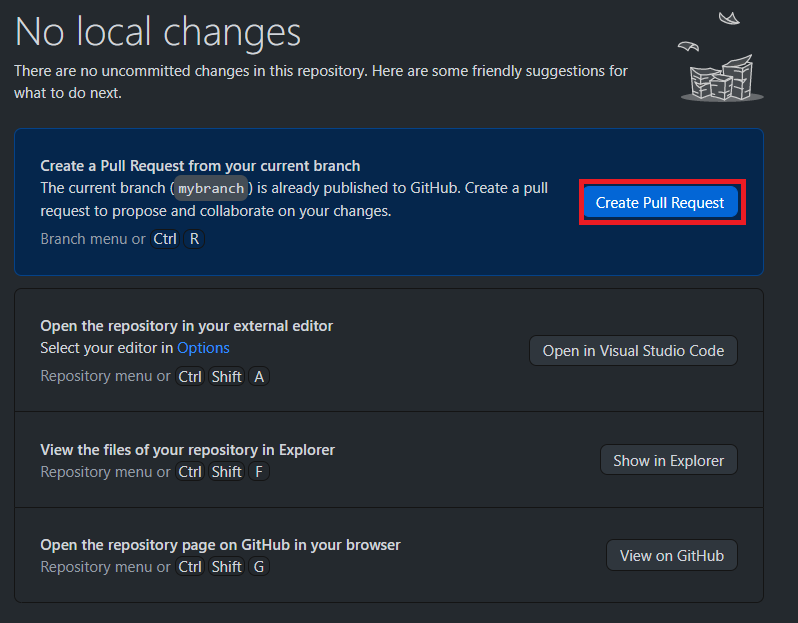 No local changes
There are no uncommitted changes in this repository. Here are some friendly suggestions for
what to do next.
Create a Pull Request from your current branch
The current branch (mybranch) is already published to GitHub. Create a pull
request to propose and collaborate on your changes.
Branch menu or Ctrl R
Create Pull Request
Open the repository in your external editor
Select your editor in Options
Repository menu or Ctrl Shift A
Open in Visual Studio Code
View the files of your repository in Explorer
Repository menu or Ctrl Shift F
Show in Explorer
Open the repository page on GitHub in your browser
Repository menu or Ctrl Shift G
View on GitHub